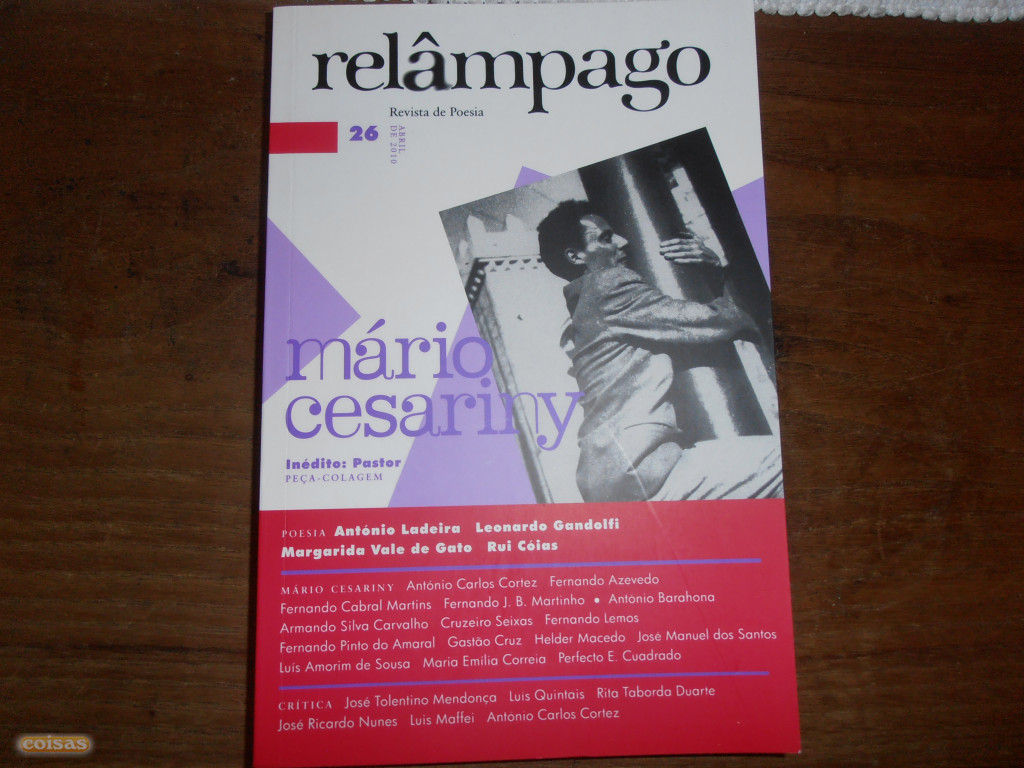 relâmpago
Revista de Poesia
26
ABRIL
DE 2010
mário
cesariny
Inédito: Pastor
PEÇA-COLAGEM
POESIA António Ladeira Leonardo Gandolfi
Margarida Vale de Gato Rui Cóias
MÁRIO CESARINY António Carlos Cortez Fernando Azevedo
Fernando Cabral Martins Fernando J. B. Martinho • António Barahona
Armando Silva Carvalho Cruzeiro Seixas Fernando Lemos
Fernando Pinto do Amaral Gastão Cruz Helder Macedo José Manuel dos Santos
Luís Amorim de Sousa Maria Emília Correia Perfecto E. Cuadrado
CRÍTICA José Tolentino Mendonça Luís Quintais Rita Taborda Duarte
José Ricardo Nunes Luis Maffei António Carlos Cortez
coisas